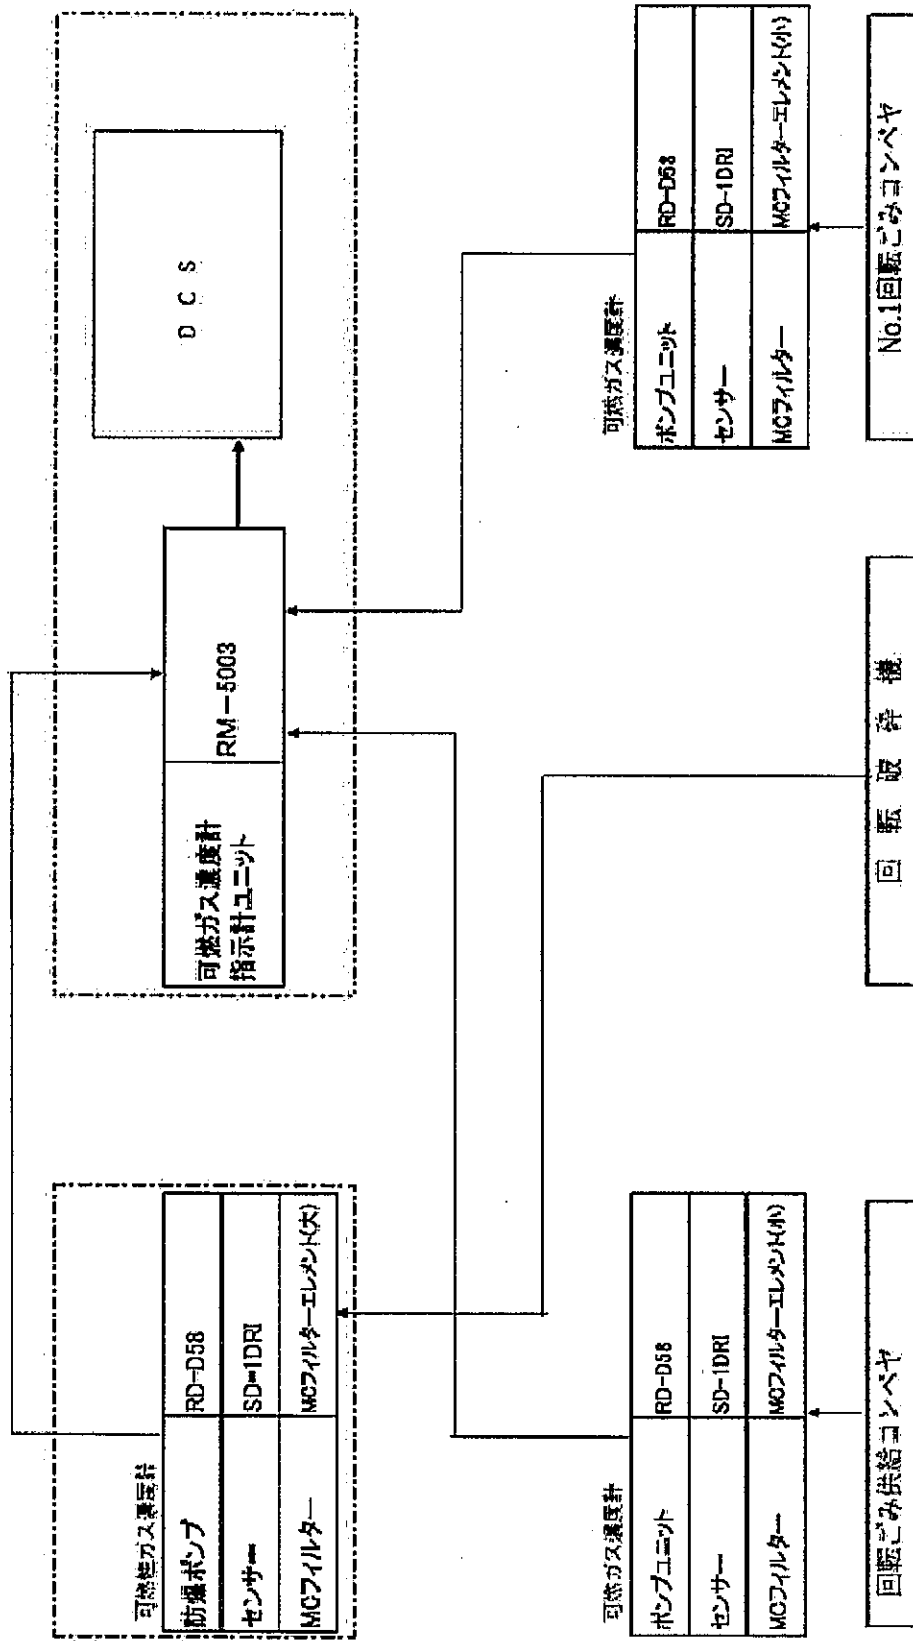 可燃性ガス濃度計
防爆ポンプ RD-D58
センサー SD-1DRI
MCフィルター MCフィルターエレメント(大)
可燃ガス濃度計
指示計ユニット
RM-5003
DCS
可燃ガス濃度計
ポンプユニット RD-D58
センサー SD-1DRI
MCフィルター MCフィルターエレメント(小)
可燃ガス濃度計
ポンプユニット RD-D58
センサー SD-1DRI
MCフィルター MCフィルターエレメント(小)
回転ごみ供給コンベヤ
回転破砕機
No.1回転ごみコンベヤ